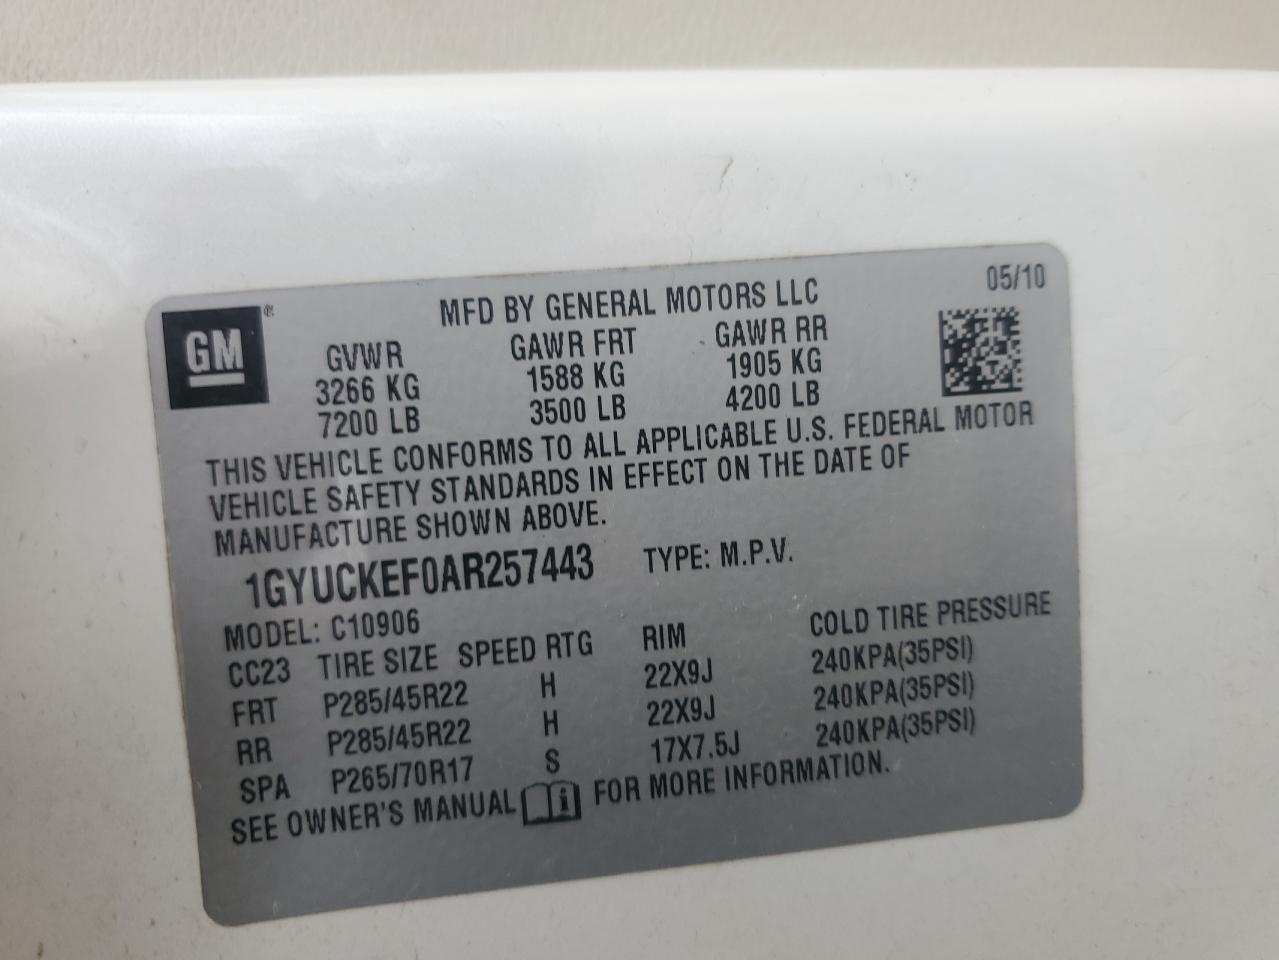 05/10
GM®
MFD BY GENERAL MOTORS LLC
GVWR GAWR FRT GAWR RR
3266 KG 1588 KG 1905 KG
7200 LB 3500 LB 4200 LB
THIS VEHICLE CONFORMS TO ALL APPLICABLE U.S. FEDERAL MOTOR
VEHICLE SAFETY STANDARDS IN EFFECT ON THE DATE OF
MANUFACTURE SHOWN ABOVE.
1GYUCKEF0AR257443 TYPE: M.P.V.
MODEL: C10906
CC23 TIRE SIZE SPEED RTG RIM COLD TIRE PRESSURE
FRT P285/45R22 H 22X9J 240KPA(35PSI)
RR P285/45R22 H 22X9J 240KPA(35PSI)
SPA P265/70R17 S 17X7.5J 240KPA(35PSI)
SEE OWNER'S MANUAL i FOR MORE INFORMATION.